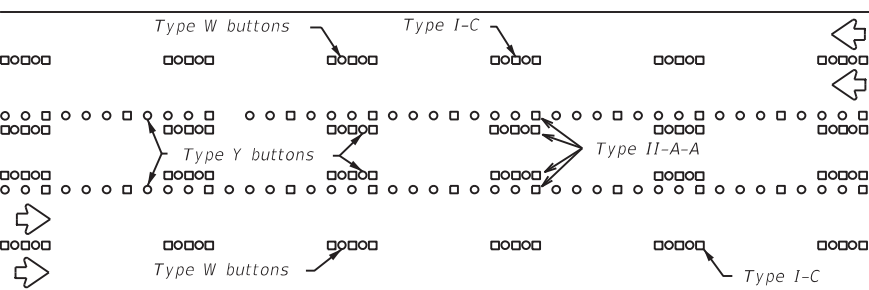 Type W buttons
Type I-C
Type Y buttons
Type II-A-A
Type W buttons
Type I-C